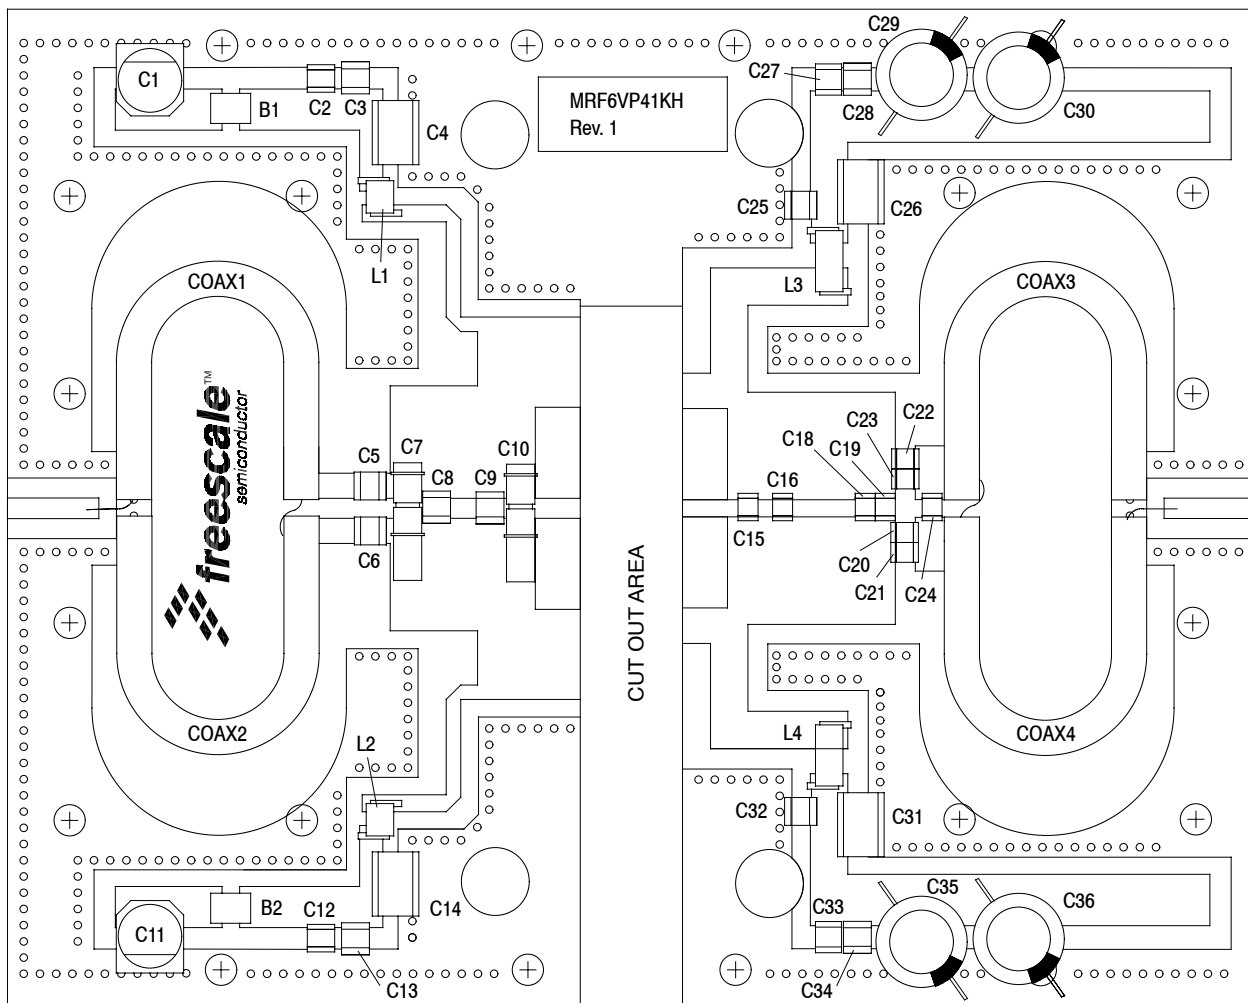 C29
C1
C2
C3
B1
C4
MRF6VP41KH
Rev. 1
C27
C28
C30
C25
C26
L1
L3
COAX1
COAX3
freescale™
semiconductor
C5
C7
C8
C9
C10
C6
C18
C19
C23
C22
C16
C15
C20
C21
C24
CUT OUT AREA
COAX2
COAX4
L2
L4
C32
C31
B2
C12
C14
C11
C13
C33
C34
C35
C36